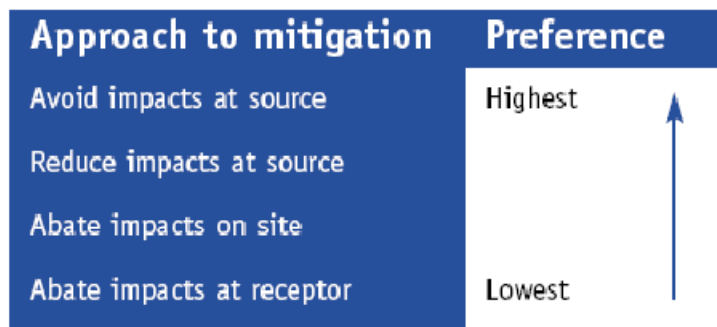 Approach to mitigation Preference
Avoid impacts at source Highest
Reduce impacts at source
Abate impacts on site
Abate impacts at receptor Lowest